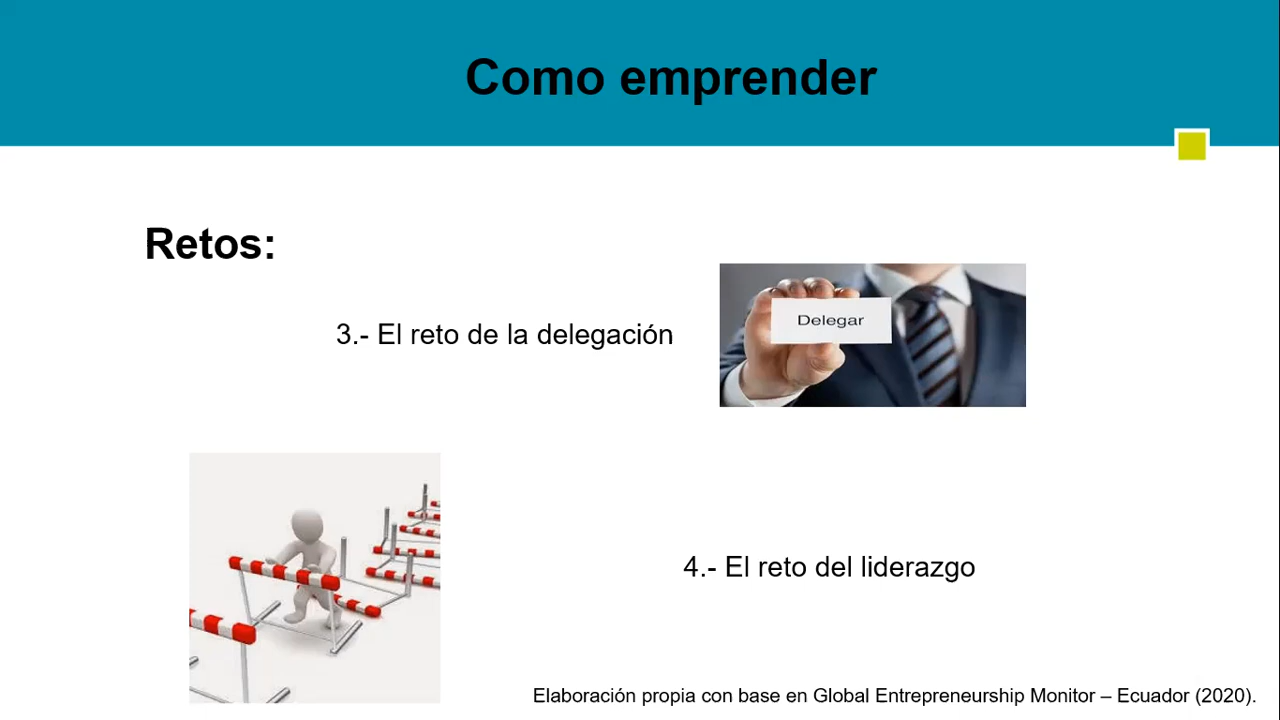 Como emprender
Retos:
3.- El reto de la delegación
Delegar
4.- El reto del liderazgo
Elaboración propia con base en Global Entrepreneurship Monitor – Ecuador (2020).